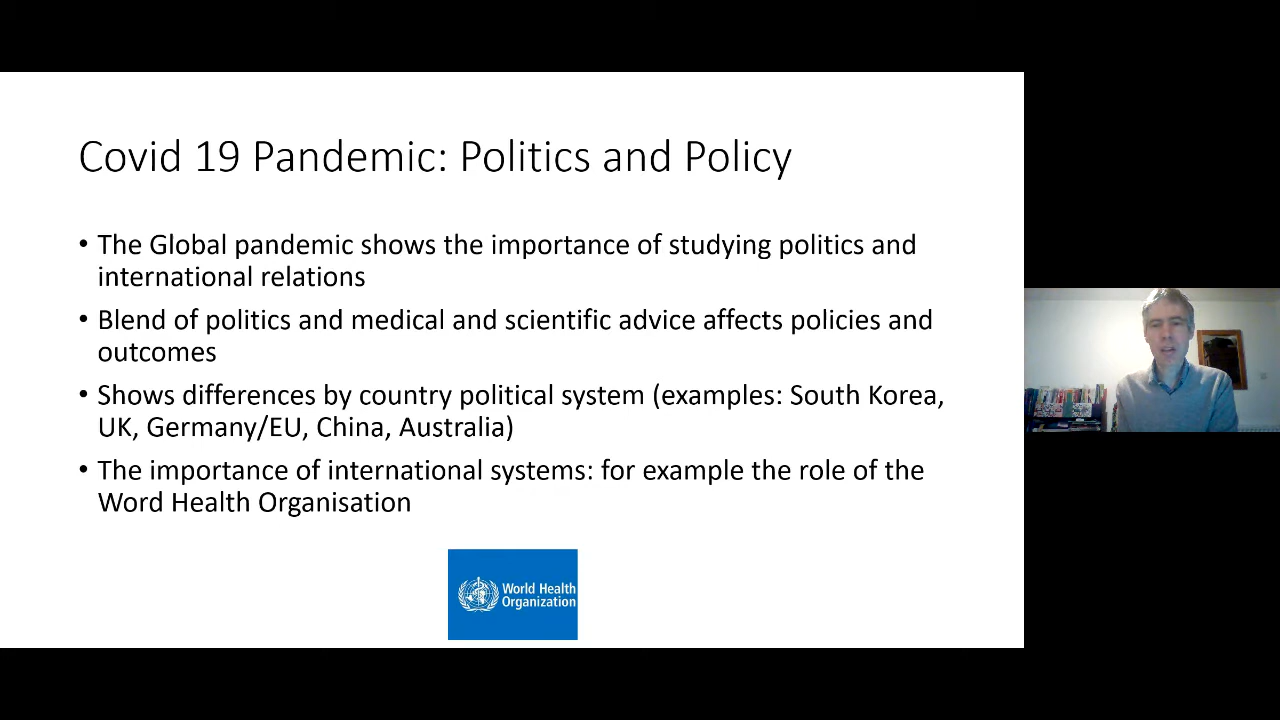 Covid 19 Pandemic: Politics and Policy
• The Global pandemic shows the importance of studying politics and
international relations
• Blend of politics and medical and scientific advice affects policies and
outcomes
• Shows differences by country political system (examples: South Korea,
UK, Germany/EU, China, Australia)
• The importance of international systems: for example the role of the
Word Health Organisation
World Health
Organization